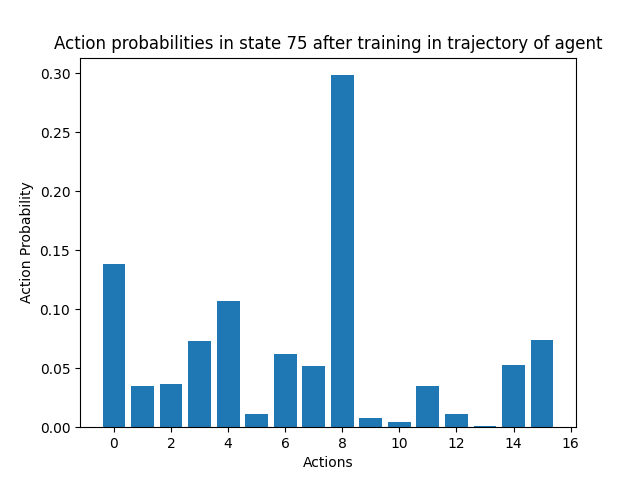 Action probabilities in state 75 after training in trajectory of agent
0.30
0.25
0.20
0.15
0.10
0.05
0.00
Action Probability
0 2 4 6 8 10 12 14 16
Actions